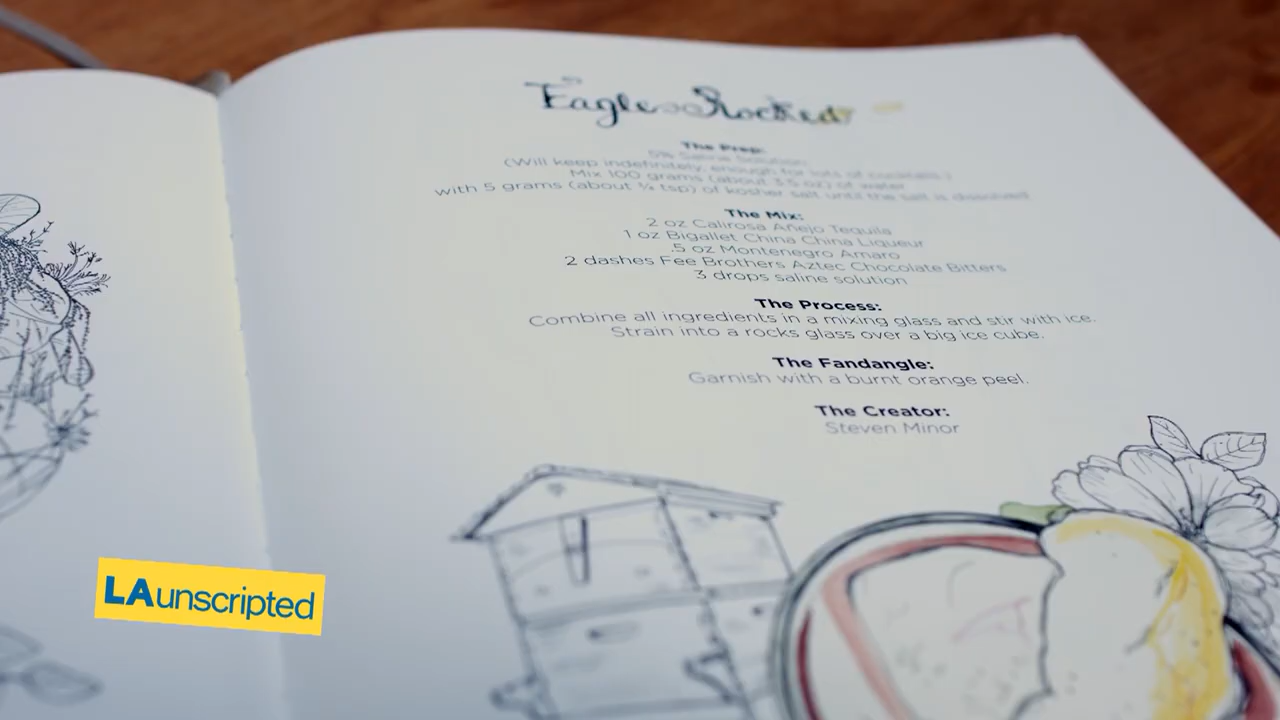 Eagle Rocked
The Prep:
5% Saline Solution
(Will keep indefinitely; enough for lots of cocktails.)
Mix 100 grams (about 3.5 oz) of water
with 5 grams (about ¾ tsp) of kosher salt until the salt is dissolved
The Mix:
2 oz Calirosa Añejo Tequila
1 oz Bigallet China China Liqueur
.5 oz Montenegro Amaro
2 dashes Fee Brothers Aztec Chocolate Bitters
3 drops saline solution
The Process:
Combine all ingredients in a mixing glass and stir with ice.
Strain into a rocks glass over a big ice cube.
The Fandangle:
Garnish with a burnt orange peel.
The Creator:
Steven Minor
LAunscripted